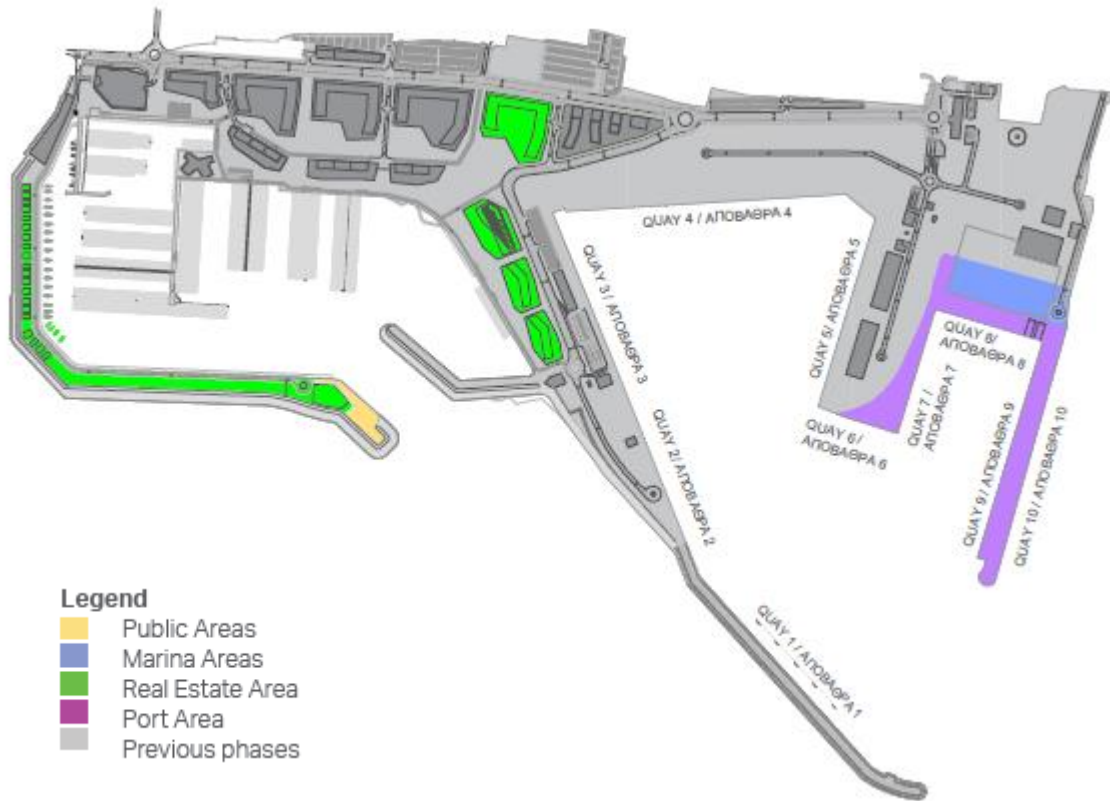 QUAY 4 / ΑΠΟΒΑΘΡΑ 4
QUAY 3 / ΑΠΟΒΑΘΡΑ 3
QUAY 5/ ΑΠΟΒΑΘΡΑ 5
QUAY 8/
ΑΠΟΒΑΘΡΑ 8
QUAY 7 /
ΑΠΟΒΑΘΡΑ 7
QUAY 6/
ΑΠΟΒΑΘΡΑ 6
QUAY 9 / ΑΠΟΒΑΘΡΑ 9
QUAY 10 / ΑΠΟΒΑΘΡΑ 10
QUAY 2/ ΑΠΟΒΑΘΡΑ 2
QUAY 1 / ΑΠΟΒΑΘΡΑ 1
Legend
Public Areas
Marina Areas
Real Estate Area
Port Area
Previous phases